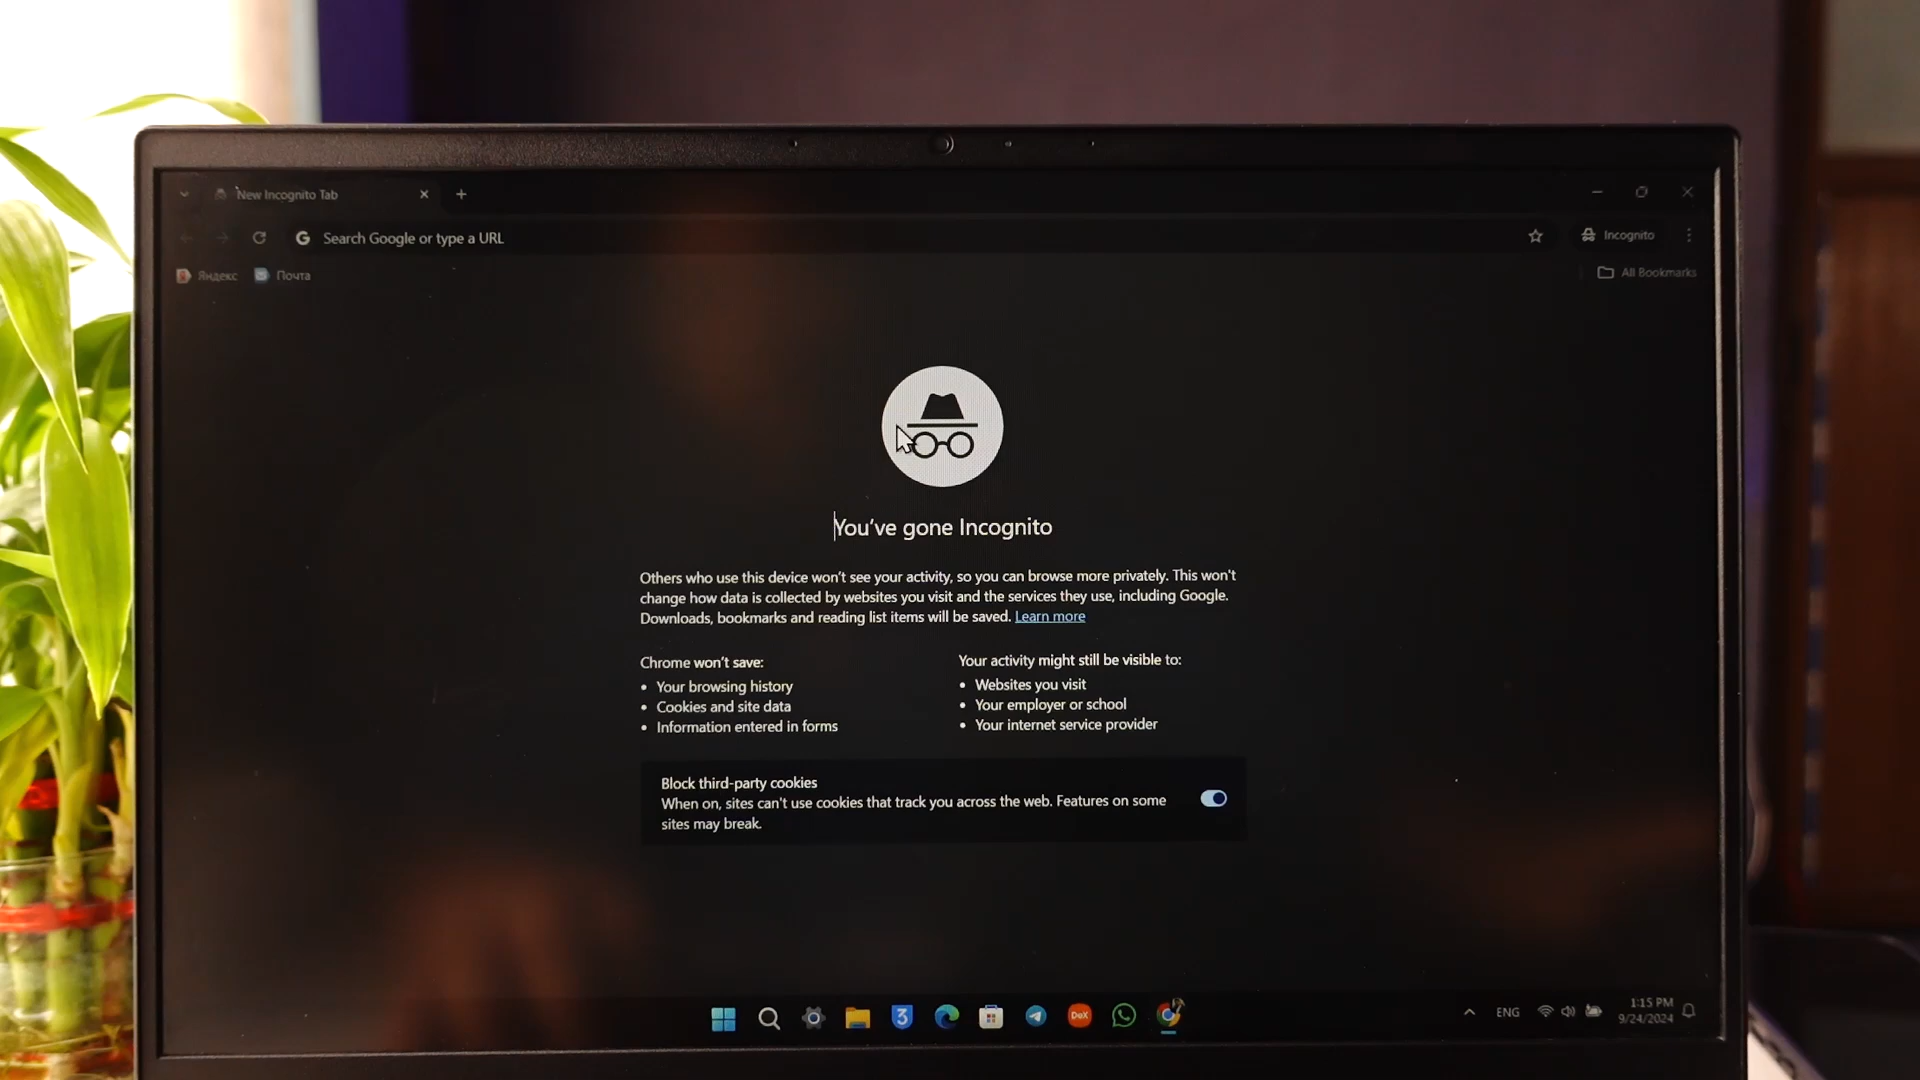 New Incognito Tab
Search Google or type a URL
Incognito
Яндекс
Почта
All Bookmarks
You've gone Incognito
Others who use this device won't see your activity, so you can browse more privately. This won't
change how data is collected by websites you visit and the services they use, including Google.
Downloads, bookmarks and reading list items will be saved. Learn more
Chrome won't save:
Your browsing history
Cookies and site data
Information entered in forms
Your activity might still be visible to:
Websites you visit
Your employer or school
Your internet service provider
Block third-party cookies
When on, sites can't use cookies that track you across the web. Features on some
sites may break.
3
DeX
ENG
1:15 PM
9/24/2024